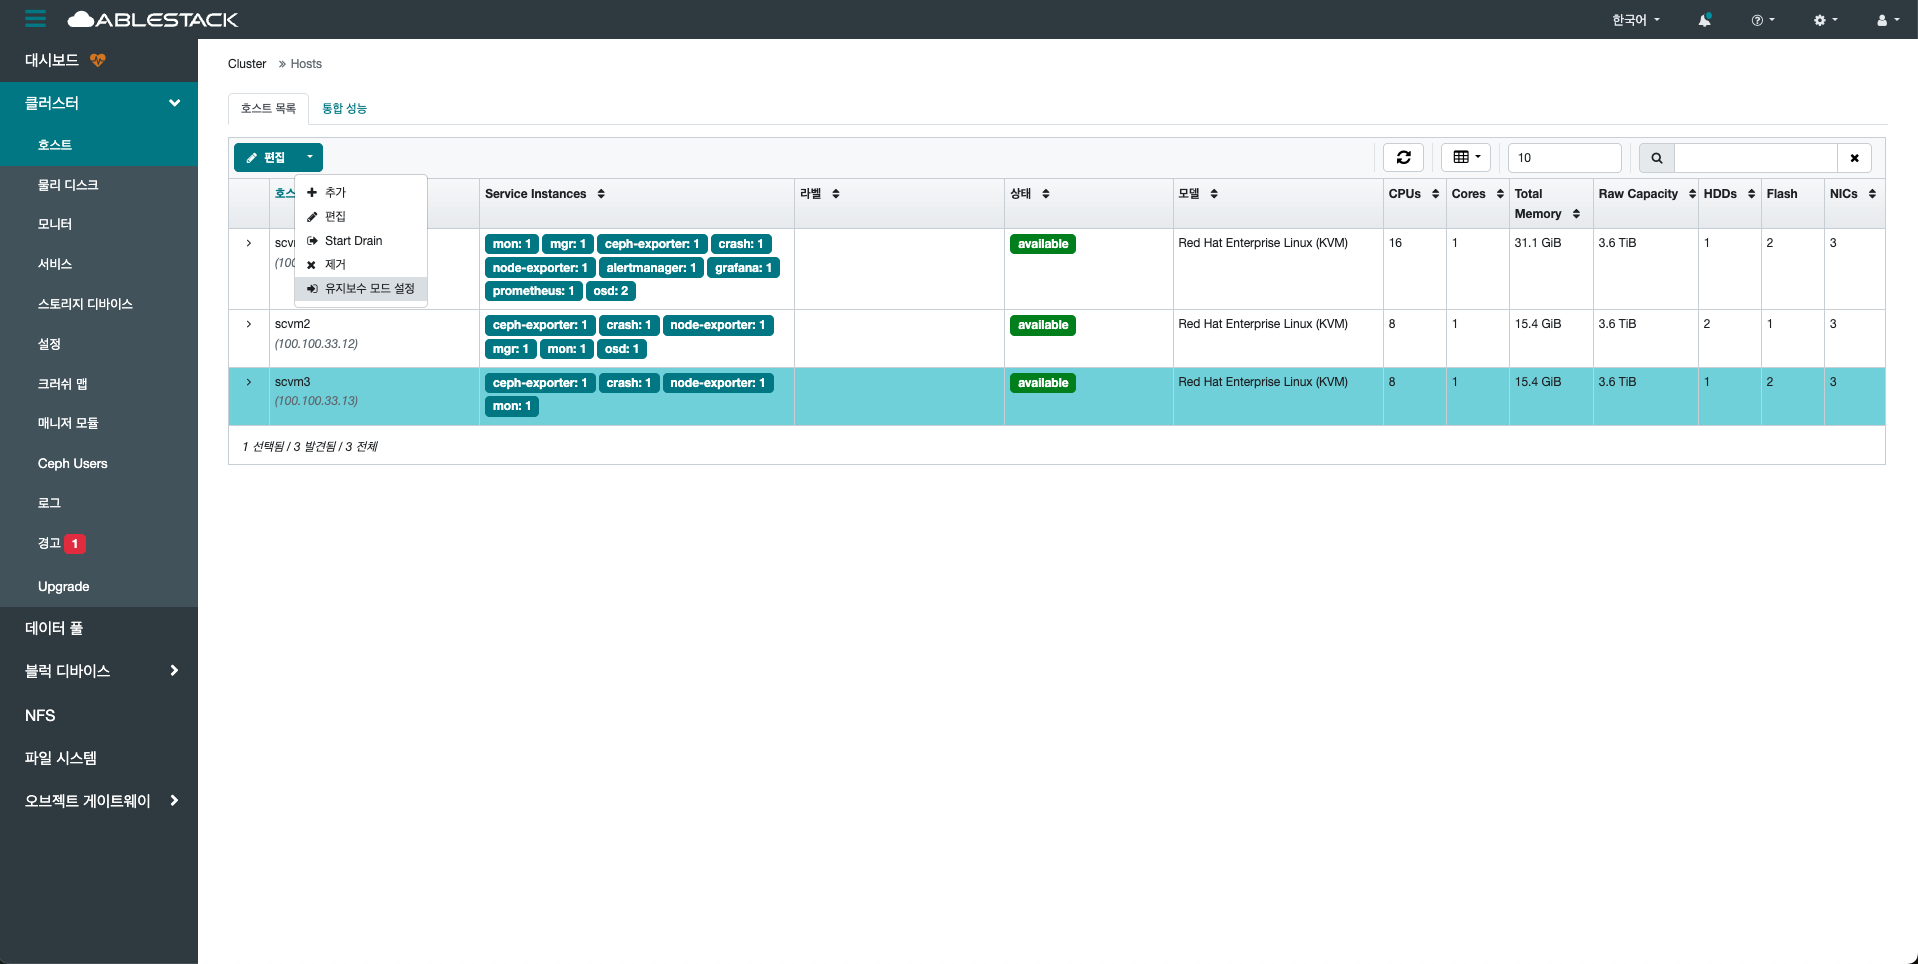 ABLESTACK
한국어
대시보드
클러스터
호스트
물리 디스크
모니터
서비스
스토리지 디바이스
설정
크러쉬 맵
매니저 모듈
Ceph Users
로그
경고 1
Upgrade
데이터 풀
블럭 디바이스
NFS
파일 시스템
오브젝트 게이트웨이
Cluster » Hosts
호스트 목록 통합 성능
편집
10
추가
편집
Start Drain
제거
유지보수 모드 설정
Service Instances 라벨 상태 모델 CPUs Cores Total Memory Raw Capacity HDDs Flash NICs
mon: 1 mgr: 1 ceph-exporter: 1 crash: 1
node-exporter: 1 alertmanager: 1 grafana: 1
prometheus: 1 osd: 2
available Red Hat Enterprise Linux (KVM) 16 1 31.1 GiB 3.6 TiB 1 2 3
scvm2
(100.100.33.12)
ceph-exporter: 1 crash: 1 node-exporter: 1
mgr: 1 mon: 1 osd: 1
available Red Hat Enterprise Linux (KVM) 8 1 15.4 GiB 3.6 TiB 2 1 3
scvm3
(100.100.33.13)
ceph-exporter: 1 crash: 1 node-exporter: 1
mon: 1
available Red Hat Enterprise Linux (KVM) 8 1 15.4 GiB 3.6 TiB 1 2 3
1 선택됨 / 3 발견됨 / 3 전체